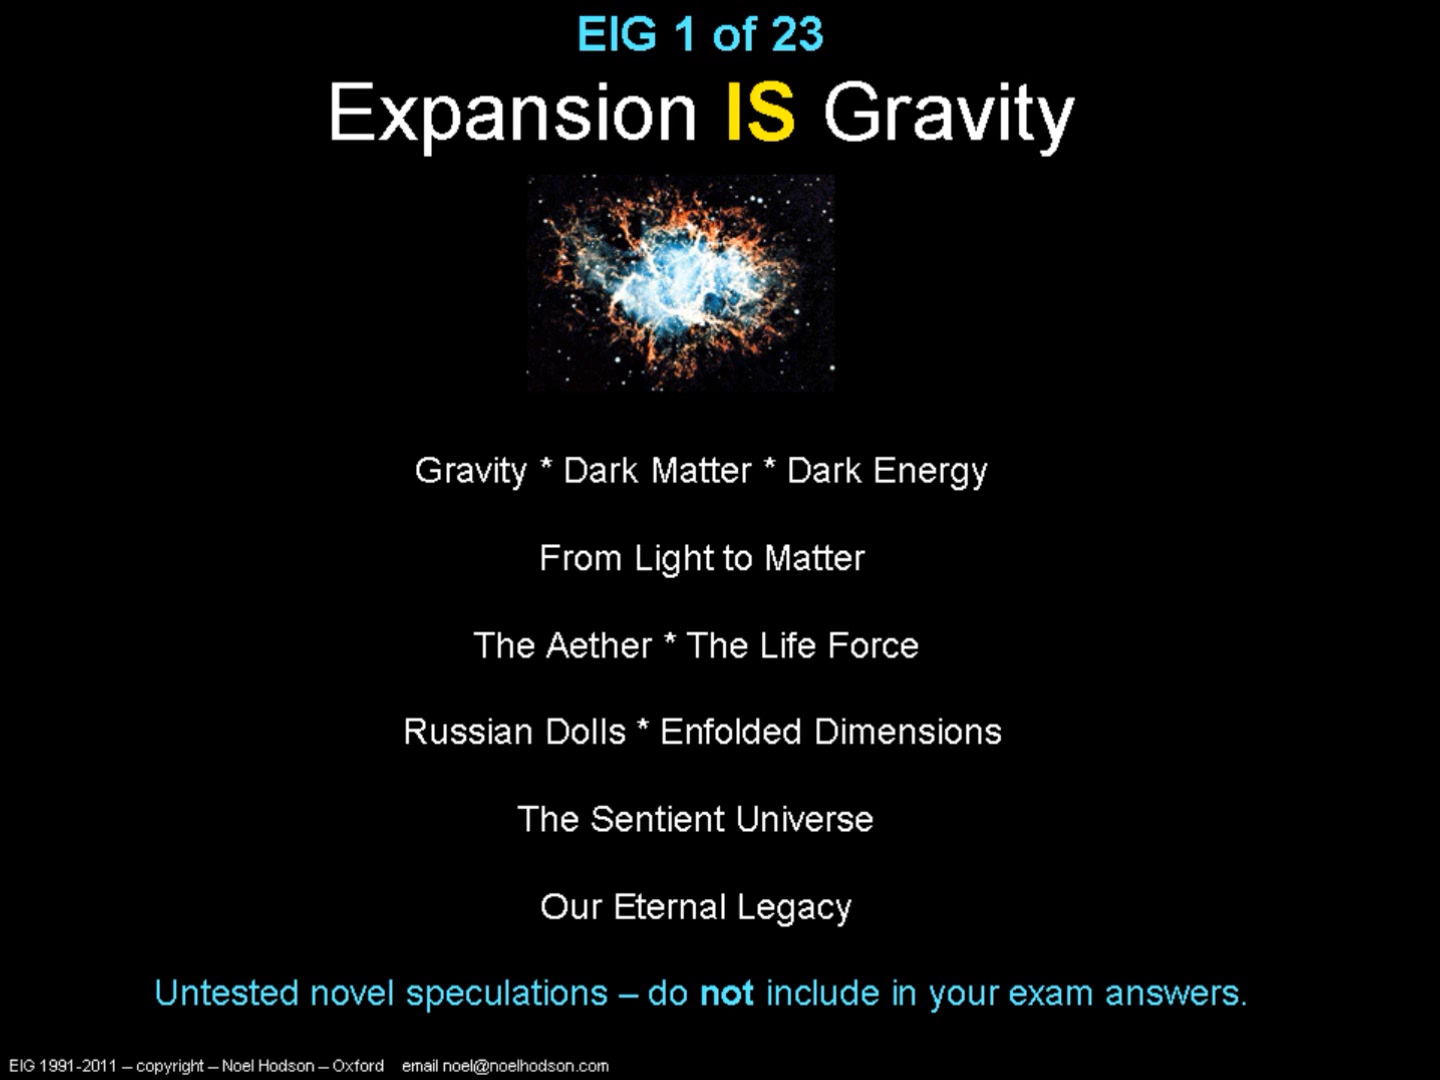 EIG 1 of 23
Expansion IS Gravity
Gravity * Dark Matter * Dark Energy
From Light to Matter
The Aether * The Life Force
Russian Dolls * Enfolded Dimensions
The Sentient Universe
Our Eternal Legacy
Untested novel speculations – do not include in your exam answers.
EIG 1991-2011 – copyright – Noel Hodson – Oxford email noel@noelhodson.com